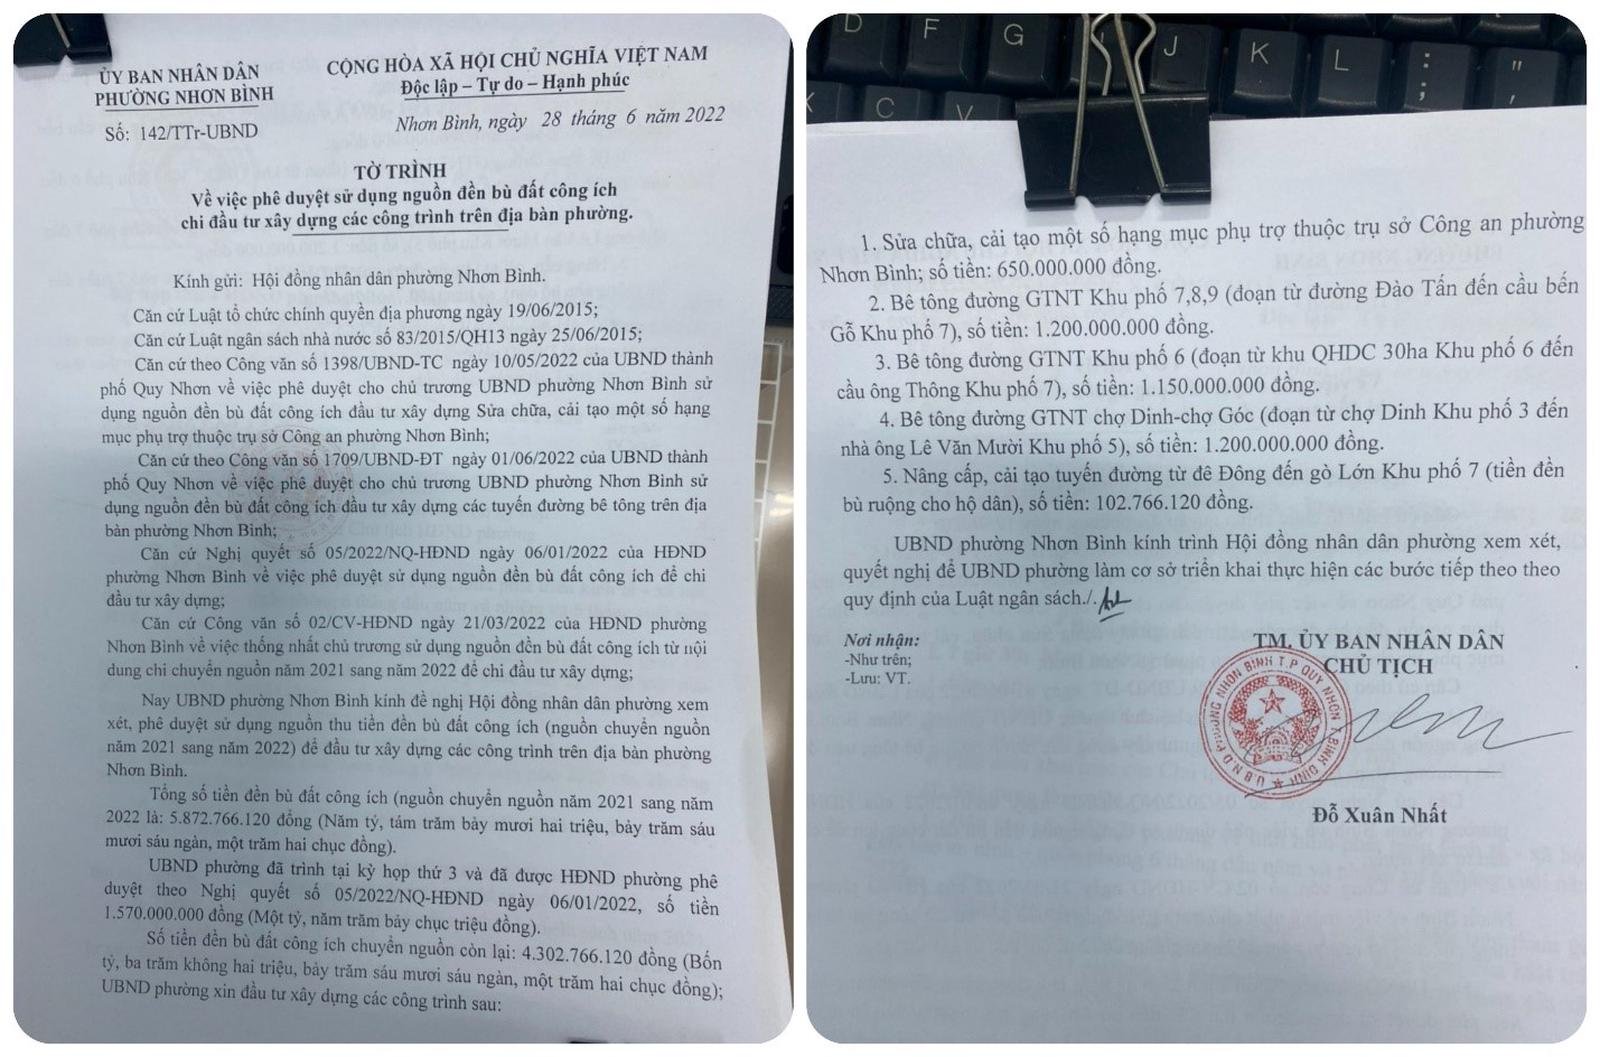 ỦY BAN NHÂN DÂN
PHƯỜNG NHƠN BÌNH
Số: 142/TTr-UBND
CỘNG HÒA XÃ HỘI CHỦ NGHĨA VIỆT NAM
Độc lập – Tự do – Hạnh phúc
Nhơn Bình, ngày 28 tháng 6 năm 2022
TỜ TRÌNH
Về việc phê duyệt sử dụng nguồn đền bù đất công ích
chi đầu tư xây dựng các công trình trên địa bàn phường.
Kính gửi: Hội đồng nhân dân phường Nhơn Bình.
Căn cứ Luật tổ chức chính quyền địa phương ngày 19/06/2015;
Căn cứ Luật ngân sách nhà nước số 83/2015/QH13 ngày 25/06/2015;
Căn cứ theo Công văn số 1398/UBND-TC ngày 10/05/2022 của UBND thành
phố Quy Nhơn về việc phê duyệt cho chủ trương UBND phường Nhơn Bình sử
dụng nguồn đền bù đất công ích đầu tư xây dựng Sửa chữa, cải tạo một số hạng
mục phụ trợ thuộc trụ sở Công an phường Nhơn Bình;
Căn cứ theo Công văn số 1709/UBND-ĐT ngày 01/06/2022 của UBND thành
phố Quy Nhơn về việc phê duyệt cho chủ trương UBND phường Nhơn Bình sử
dụng nguồn đền bù đất công ích đầu tư xây dựng các tuyến đường bê tông trên địa
bàn phường Nhơn Bình;
Căn cứ Nghị quyết số 05/2022/NQ-HĐND ngày 06/01/2022 của HĐND
phường Nhơn Bình về việc phê duyệt sử dụng nguồn đền bù đất công ích để chi
đầu tư xây dựng;
Căn cứ Công văn số 02/CV-HĐND ngày 21/03/2022 của HĐND phường
Nhơn Bình về việc thống nhất chủ trương sử dụng nguồn đền bù đất công ích từ nội
dung chi chuyển nguồn năm 2021 sang năm 2022 để chi đầu tư xây dựng;
Nay UBND phường Nhơn Bình kính đề nghị Hội đồng nhân dân phường xem
xét, phê duyệt sử dụng nguồn thu tiền đền bù đất công ích (nguồn chuyển nguồn
năm 2021 sang năm 2022) để đầu tư xây dựng các công trình trên địa bàn phường
Nhơn Bình.
Tổng số tiền đền bù đất công ích (nguồn chuyển nguồn năm 2021 sang năm
2022 là: 5.872.766.120 đồng (Năm tỷ, tám trăm bảy mươi hai triệu, bảy trăm sáu
mươi sáu ngàn, một trăm hai chục đồng).
UBND phường đã trình tại kỳ họp thứ 3 và đã được HĐND phường phê
duyệt theo Nghị quyết số 05/2022/NQ-HĐND ngày 06/01/2022, số tiền
1.570.000.000 đồng (Một tỷ, năm trăm bảy chục triệu đồng).
Số tiền đền bù đất công ích chuyển nguồn còn lại: 4.302.766.120 đồng (Bốn
tỷ, ba trăm không hai triệu, bảy trăm sáu mươi sáu ngàn, một trăm hai chục đồng);
UBND phường xin đầu tư xây dựng các công trình sau:
D F G J K L : ; " '
C V
1. Sửa chữa, cải tạo một số hạng mục phụ trợ thuộc trụ sở Công an phường
Nhơn Bình; số tiền: 650.000.000 đồng.
2. Bê tông đường GTNT Khu phố 7,8,9 (đoạn từ đường Đào Tấn đến cầu bến
Gỗ Khu phố 7), số tiền: 1.200.000.000 đồng.
3. Bê tông đường GTNT Khu phố 6 (đoạn từ khu QHDC 30ha Khu phố 6 đến
cầu ông Thông Khu phố 7), số tiền: 1.150.000.000 đồng.
4. Bê tông đường GTNT chợ Dinh-chợ Góc (đoạn từ chợ Dinh Khu phố 3 đến
nhà ông Lê Văn Mười Khu phố 5), số tiền: 1.200.000.000 đồng.
5. Nâng cấp, cải tạo tuyến đường từ đê Đông đến gò Lớn Khu phố 7 (tiền đền
bù ruộng cho hộ dân), số tiền: 102.766.120 đồng.
UBND phường Nhơn Bình kính trình Hội đồng nhân dân phường xem xét,
quyết nghị để UBND phường làm cơ sở triển khai thực hiện các bước tiếp theo theo
quy định của Luật ngân sách./.
Nơi nhận:
-Như trên;
-Lưu: VT.
TM. ỦY BAN NHÂN DÂN
CHỦ TỊCH
U.B.N.D PHƯỜNG NHƠN BÌNH T.P QUY NHƠN T.BÌNH ĐỊNH
Đỗ Xuân Nhất